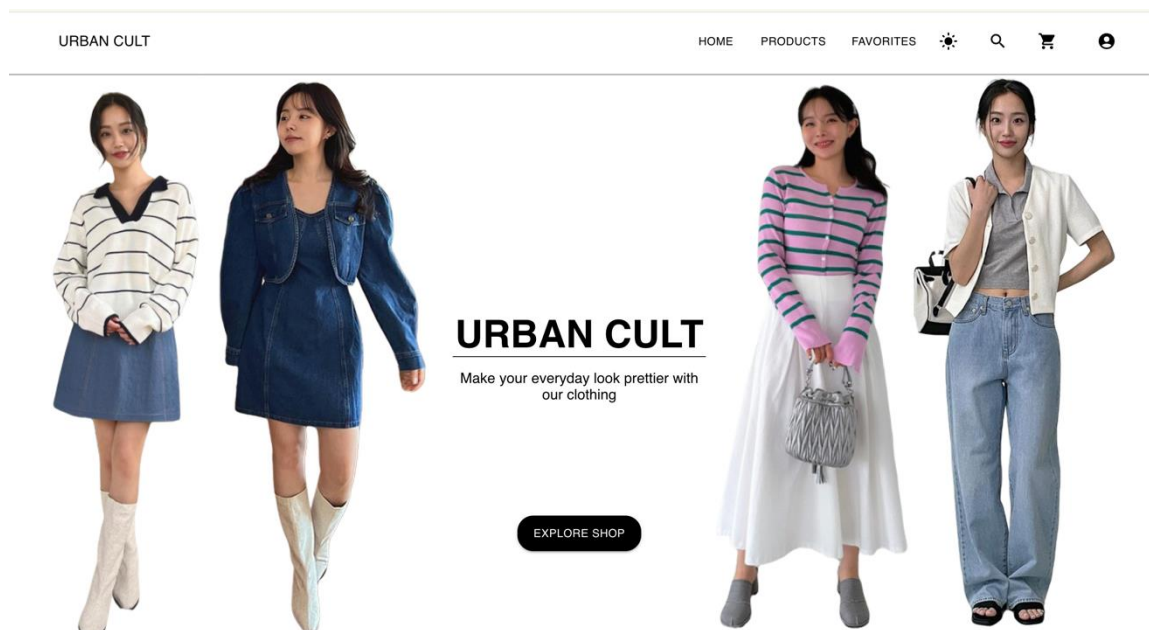 URBAN CULT
HOME PRODUCTS FAVORITES
URBAN CULT
Make your everyday look prettier with
our clothing
EXPLORE SHOP